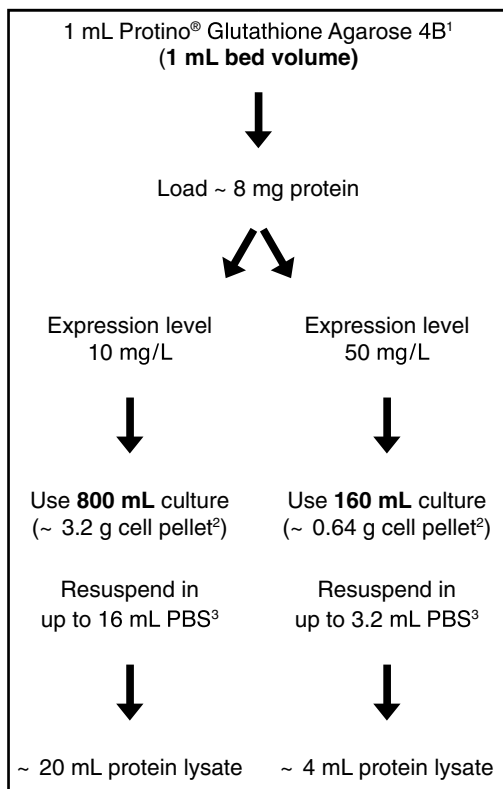 1 mL Protino® Glutathione Agarose 4B¹
(1 mL bed volume)
Load ~ 8 mg protein
Expression level
10 mg/L
Expression level
50 mg/L
Use 800 mL culture
(~ 3.2 g cell pellet²)
Use 160 mL culture
(~ 0.64 g cell pellet²)
Resuspend in
up to 16 mL PBS³
Resuspend in
up to 3.2 mL PBS³
~ 20 mL protein lysate
~ 4 mL protein lysate